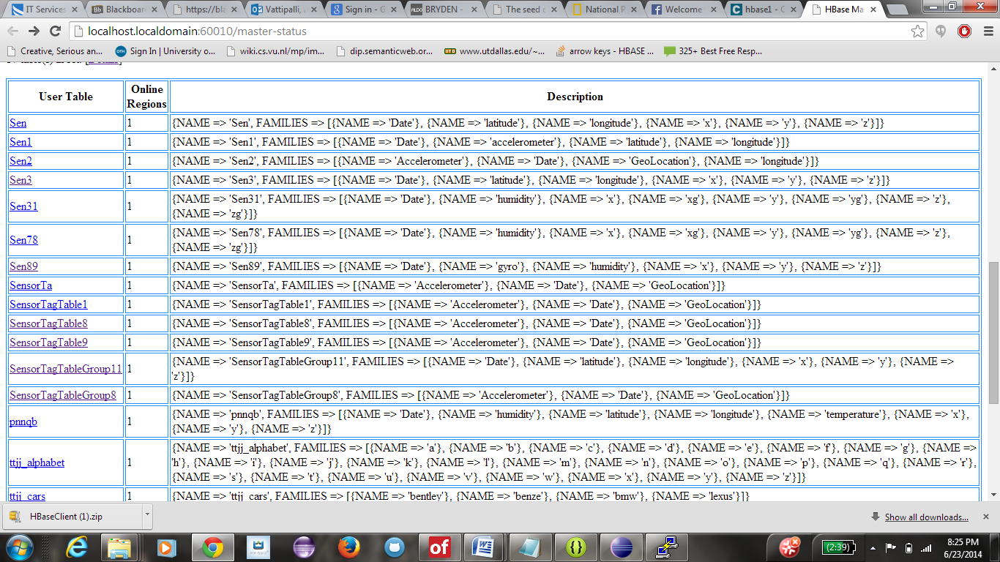 IT Services
Blackboar
https://bla
Vattipalli,
Sign in - G
BRYDEN -
The seed o
National P
Welcome
hbase1 - C
HBase Ma
localhost.localdomain:60010/master-status
Creative, Serious an...
Sign In | University o...
wiki.cs.vu.nl/mp/im...
dip.semanticweb.or...
www.utdallas.edu/~...
arrow keys - HBASE ...
325+ Best Free Resp...
User Table
Online Regions
Description
Sen 1 {NAME => 'Sen', FAMILIES => [{NAME => 'Date'}, {NAME => 'latitude'}, {NAME => 'longitude'}, {NAME => 'x'}, {NAME => 'y'}, {NAME => 'z'}]}
Sen1 1 {NAME => 'Sen1', FAMILIES => [{NAME => 'Date'}, {NAME => 'accelerometer'}, {NAME => 'latitude'}, {NAME => 'longitude'}]}
Sen2 1 {NAME => 'Sen2', FAMILIES => [{NAME => 'Accelerometer'}, {NAME => 'Date'}, {NAME => 'GeoLocation'}, {NAME => 'longitude'}]}
Sen3 1 {NAME => 'Sen3', FAMILIES => [{NAME => 'Date'}, {NAME => 'latitude'}, {NAME => 'longitude'}, {NAME => 'x'}, {NAME => 'y'}, {NAME => 'z'}]}
Sen31 1 {NAME => 'Sen31', FAMILIES => [{NAME => 'Date'}, {NAME => 'humidity'}, {NAME => 'x'}, {NAME => 'xg'}, {NAME => 'y'}, {NAME => 'yg'}, {NAME => 'z'},
{NAME => 'zg'}]}
Sen78 1 {NAME => 'Sen78', FAMILIES => [{NAME => 'Date'}, {NAME => 'humidity'}, {NAME => 'x'}, {NAME => 'xg'}, {NAME => 'y'}, {NAME => 'yg'}, {NAME => 'z'},
{NAME => 'zg'}]}
Sen89 1 {NAME => 'Sen89', FAMILIES => [{NAME => 'Date'}, {NAME => 'gyro'}, {NAME => 'humidity'}, {NAME => 'x'}, {NAME => 'y'}, {NAME => 'z'}]}
SensorTa 1 {NAME => 'SensorTa', FAMILIES => [{NAME => 'Accelerometer'}, {NAME => 'Date'}, {NAME => 'GeoLocation'}]}
SensorTagTable1 1 {NAME => 'SensorTagTable1', FAMILIES => [{NAME => 'Accelerometer'}, {NAME => 'Date'}, {NAME => 'GeoLocation'}]}
SensorTagTable8 1 {NAME => 'SensorTagTable8', FAMILIES => [{NAME => 'Accelerometer'}, {NAME => 'Date'}, {NAME => 'GeoLocation'}]}
SensorTagTable9 1 {NAME => 'SensorTagTable9', FAMILIES => [{NAME => 'Accelerometer'}, {NAME => 'Date'}, {NAME => 'GeoLocation'}]}
SensorTagTableGroup11 1 {NAME => 'SensorTagTableGroup11', FAMILIES => [{NAME => 'Date'}, {NAME => 'latitude'}, {NAME => 'longitude'}, {NAME => 'x'}, {NAME => 'y'}, {NAME =>
'z'}]}
SensorTagTableGroup8 1 {NAME => 'SensorTagTableGroup8', FAMILIES => [{NAME => 'Accelerometer'}, {NAME => 'Date'}, {NAME => 'GeoLocation'}]}
pnnqb 1 {NAME => 'pnnqb', FAMILIES => [{NAME => 'Date'}, {NAME => 'humidity'}, {NAME => 'latitude'}, {NAME => 'longitude'}, {NAME => 'temperature'}, {NAME => 'x'},
{NAME => 'y'}, {NAME => 'z'}]}
ttjj_alphabet 1 {NAME => 'ttjj_alphabet', FAMILIES => [{NAME => 'a'}, {NAME => 'b'}, {NAME => 'c'}, {NAME => 'd'}, {NAME => 'e'}, {NAME => 'f'}, {NAME => 'g'}, {NAME =>
'h'}, {NAME => 'i'}, {NAME => 'j'}, {NAME => 'k'}, {NAME => 'l'}, {NAME => 'm'}, {NAME => 'n'}, {NAME => 'o'}, {NAME => 'p'}, {NAME => 'q'}, {NAME => 'r'},
{NAME => 's'}, {NAME => 't'}, {NAME => 'u'}, {NAME => 'v'}, {NAME => 'w'}, {NAME => 'x'}, {NAME => 'y'}, {NAME => 'z'}]}
ttjj_cars 1 {NAME => 'ttjj_cars', FAMILIES => [{NAME => 'bentley'}, {NAME => 'benze'}, {NAME => 'bmw'}, {NAME => 'lexus'}]}
HBaseClient (1).zip
Show all downloads...
of
(2:39)
8:25 PM
6/23/2014